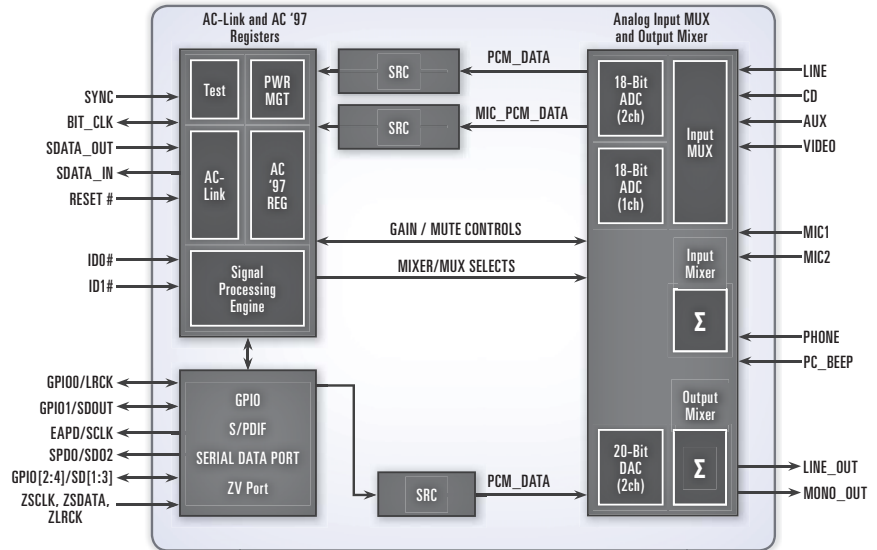 AC-Link and AC '97
Registers
Analog Input MUX
and Output Mixer
Test
PWR
MGT
AC-
Link
AC
'97
REG
Signal
Processing
Engine
SYNC
BIT_CLK
SDATA_OUT
SDATA_IN
RESET #
ID0#
ID1#
SRC
PCM_DATA
SRC
MIC_PCM_DATA
GAIN / MUTE CONTROLS
MIXER/MUX SELECTS
18-Bit
ADC
(2ch)
18-Bit
ADC
(1ch)
Input
MUX
Input
Mixer
Σ
Output
Mixer
Σ
20-Bit
DAC
(2ch)
LINE
CD
AUX
VIDEO
MIC1
MIC2
PHONE
PC_BEEP
LINE_OUT
MONO_OUT
GPIO0/LRCK
GPIO1/SDOUT
EAPD/SCLK
SPDO/SDO2
GPIO[2:4]/SD[1:3]
ZSCLK, ZSDATA,
ZLRCK
GPIO
S/PDIF
SERIAL DATA PORT
ZV Port
SRC
PCM_DATA